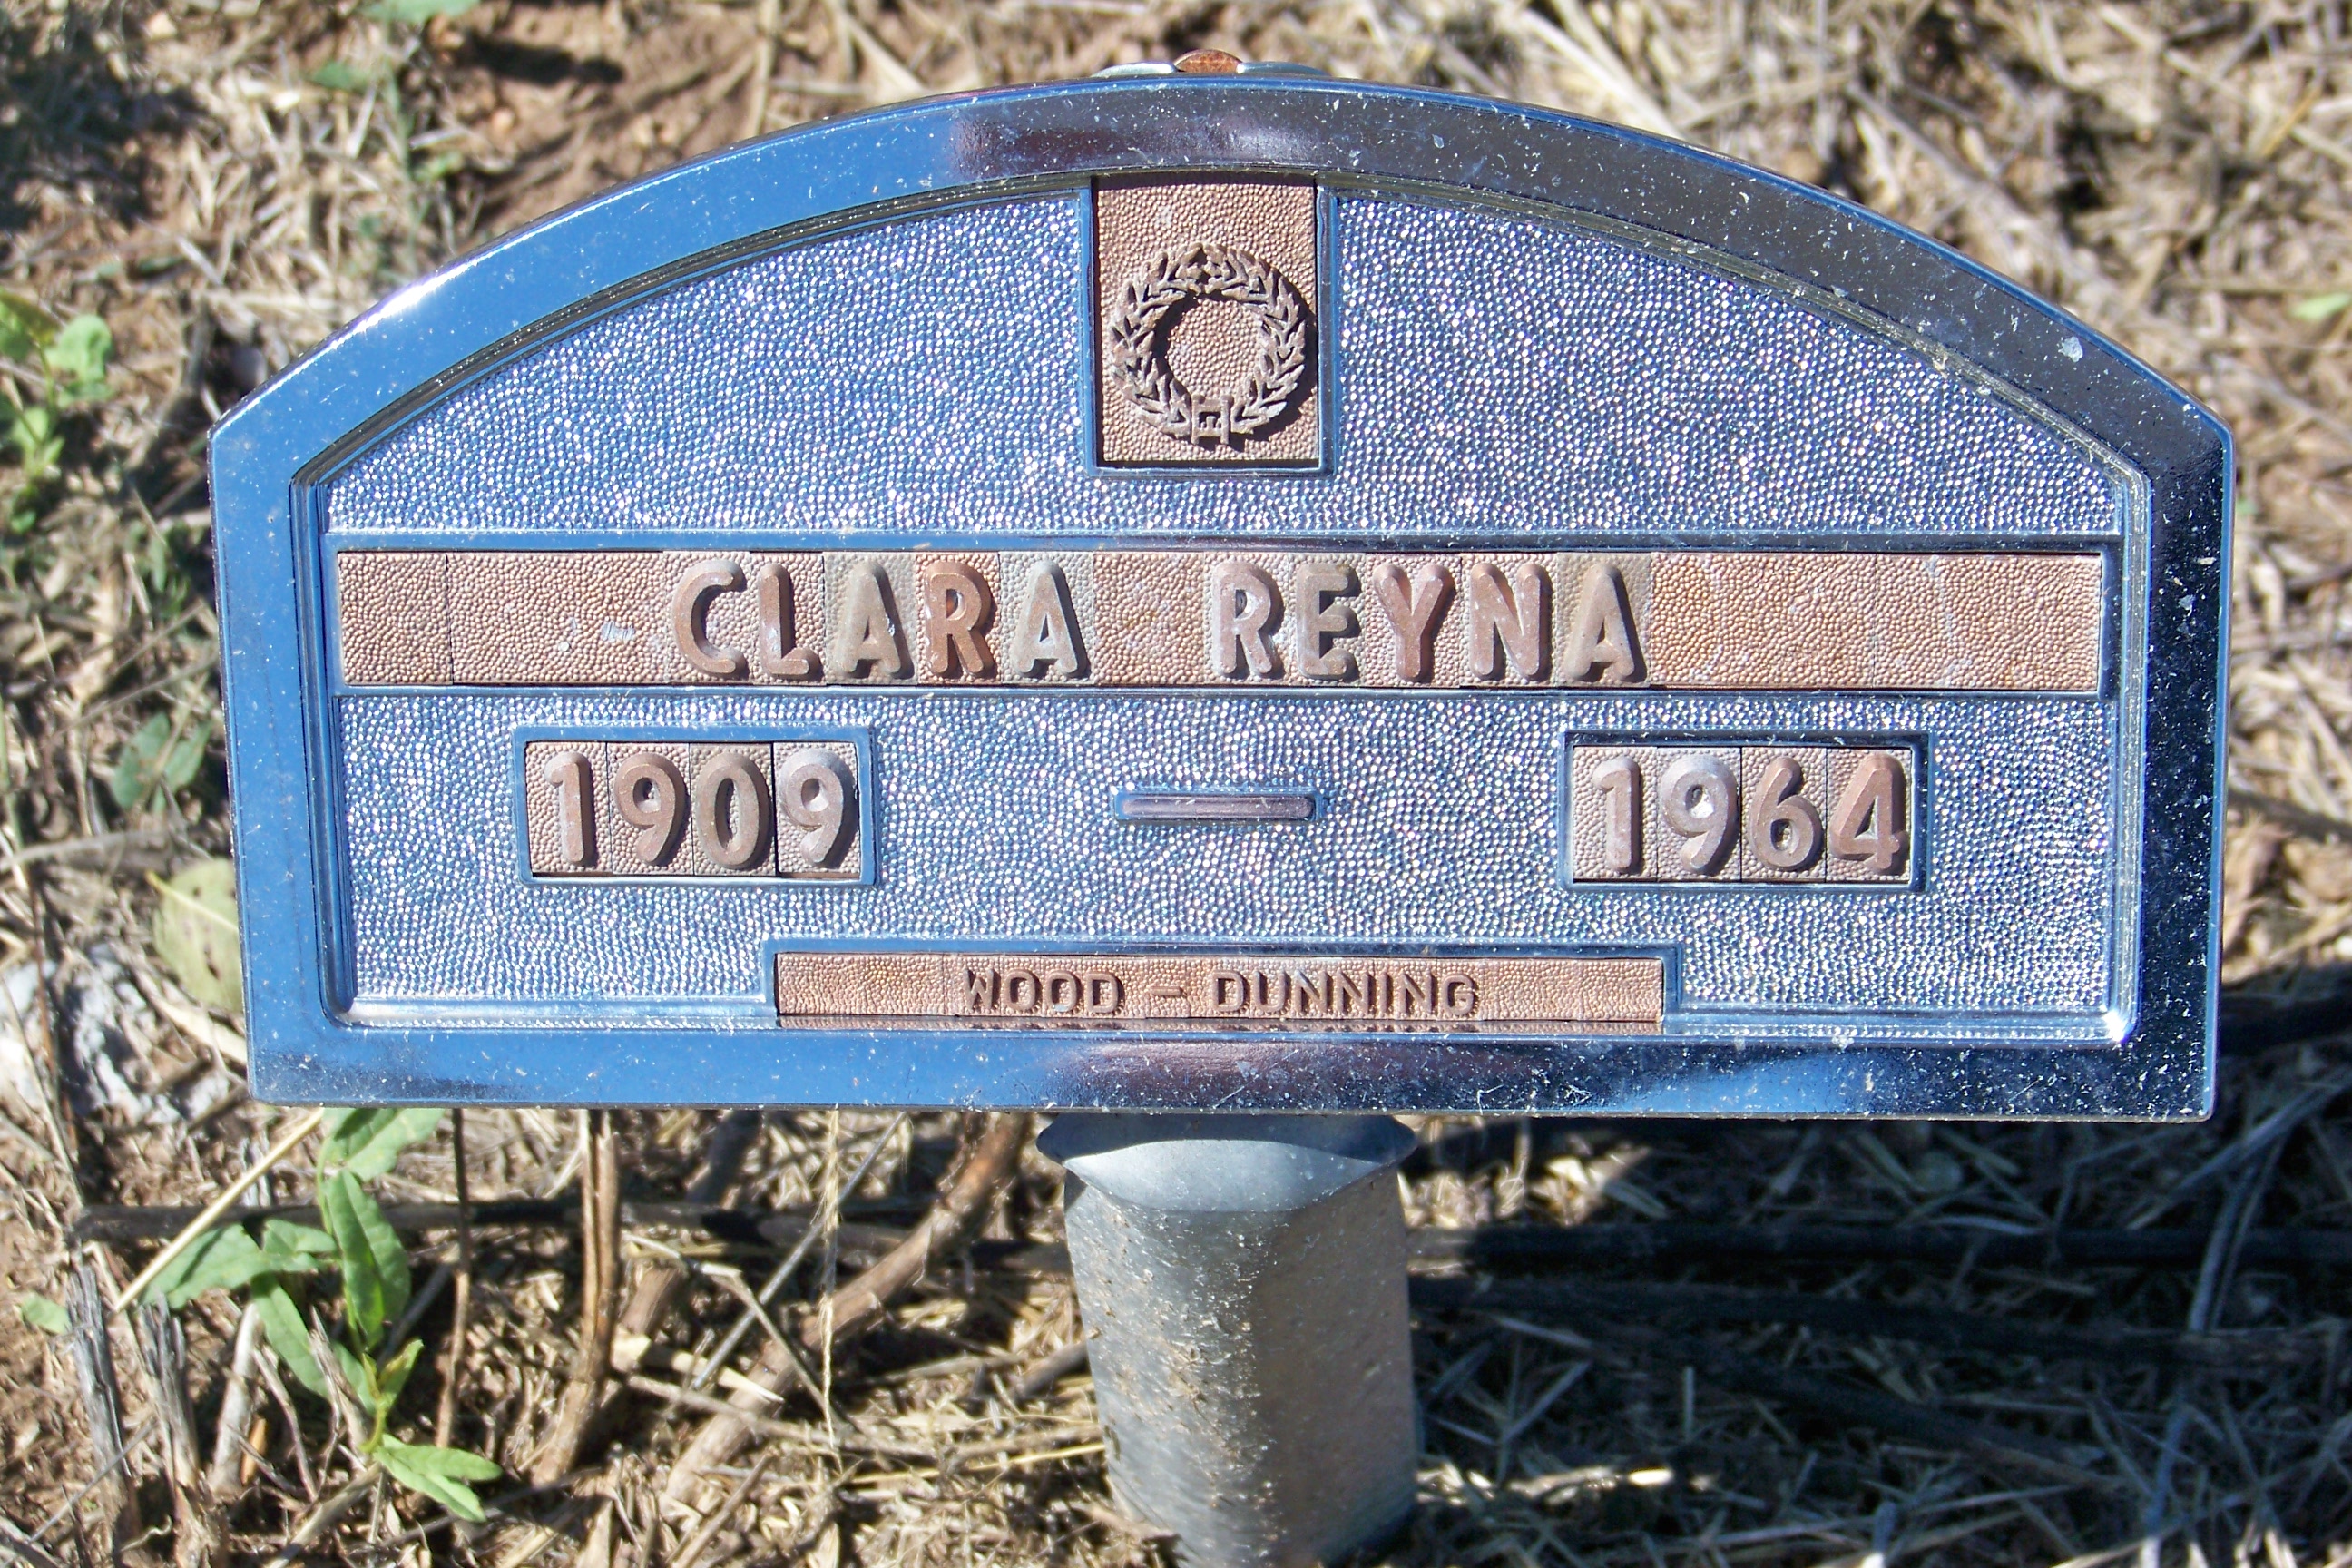 CLARA REYNA
1909 — 1964
WOOD - DUNNING